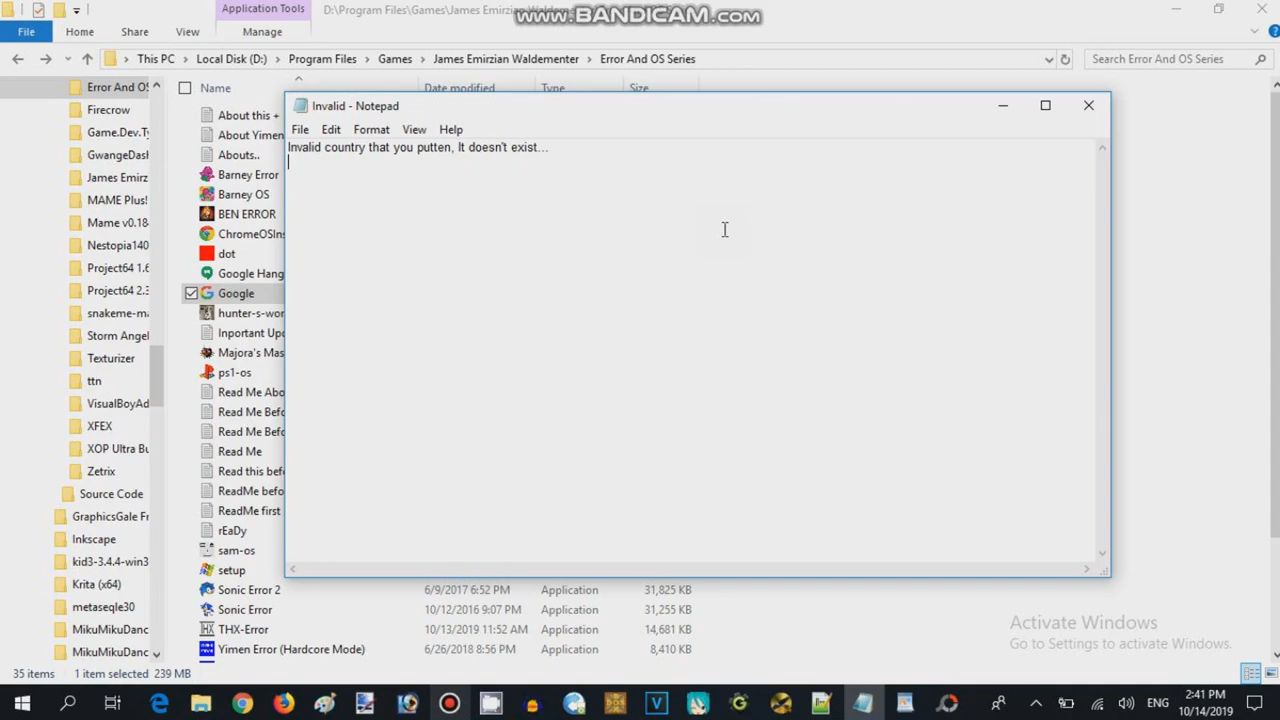 Application Tools
D:\Program Files\Games\James Emirzian Waldementer
www.BANDICAM.com
File
Home
Share
View
Manage
This PC
Local Disk (D:)
Program Files
Games
James Emirzian Waldementer
Error And OS Series
Search Error And OS Series
Name
Date modified
Type
Size
Error And OS
Firecrow
Game.Dev.Ty
GwangeDash
James Emirz
MAME Plus!
Mame v0.18
Nestopia140
Project64 1.6
Project64 2.3
snakeme-ma
Storm Angel
Texturizer
ttn
VisualBoyAd
XFEX
XOP Ultra Bu
Zetrix
Source Code
GraphicsGale Fr
Inkscape
kid3-3.4.4-win3
Krita (x64)
metaseqle30
MikuMikuDanc
MikuMikuDanc
About this +
About Yimen
Abouts..
Barney Error
Barney OS
BEN ERROR
ChromeOSIns
dot
Google Hang
Google
hunter-s-wor
Inportant Upd
Majora's Mas
ps1-os
Read Me Abo
Read Me Befo
Read Me Befo
Read Me
Read this befo
ReadMe befo
ReadMe first
rEaDy
sam-os
setup
Sonic Error 2 6/9/2017 6:52 PM Application 31,825 KB
Sonic Error 10/12/2016 9:07 PM Application 31,255 KB
THX-Error 10/13/2019 11:52 AM Application 14,681 KB
Yimen Error (Hardcore Mode) 6/26/2018 8:56 PM Application 8,410 KB
Invalid - Notepad
File Edit Format View Help
Invalid country that you putten, It doesn't exist...
Activate Windows
Go to Settings to activate Windows.
35 items 1 item selected 239 MB
ENG
2:41 PM
10/14/2019